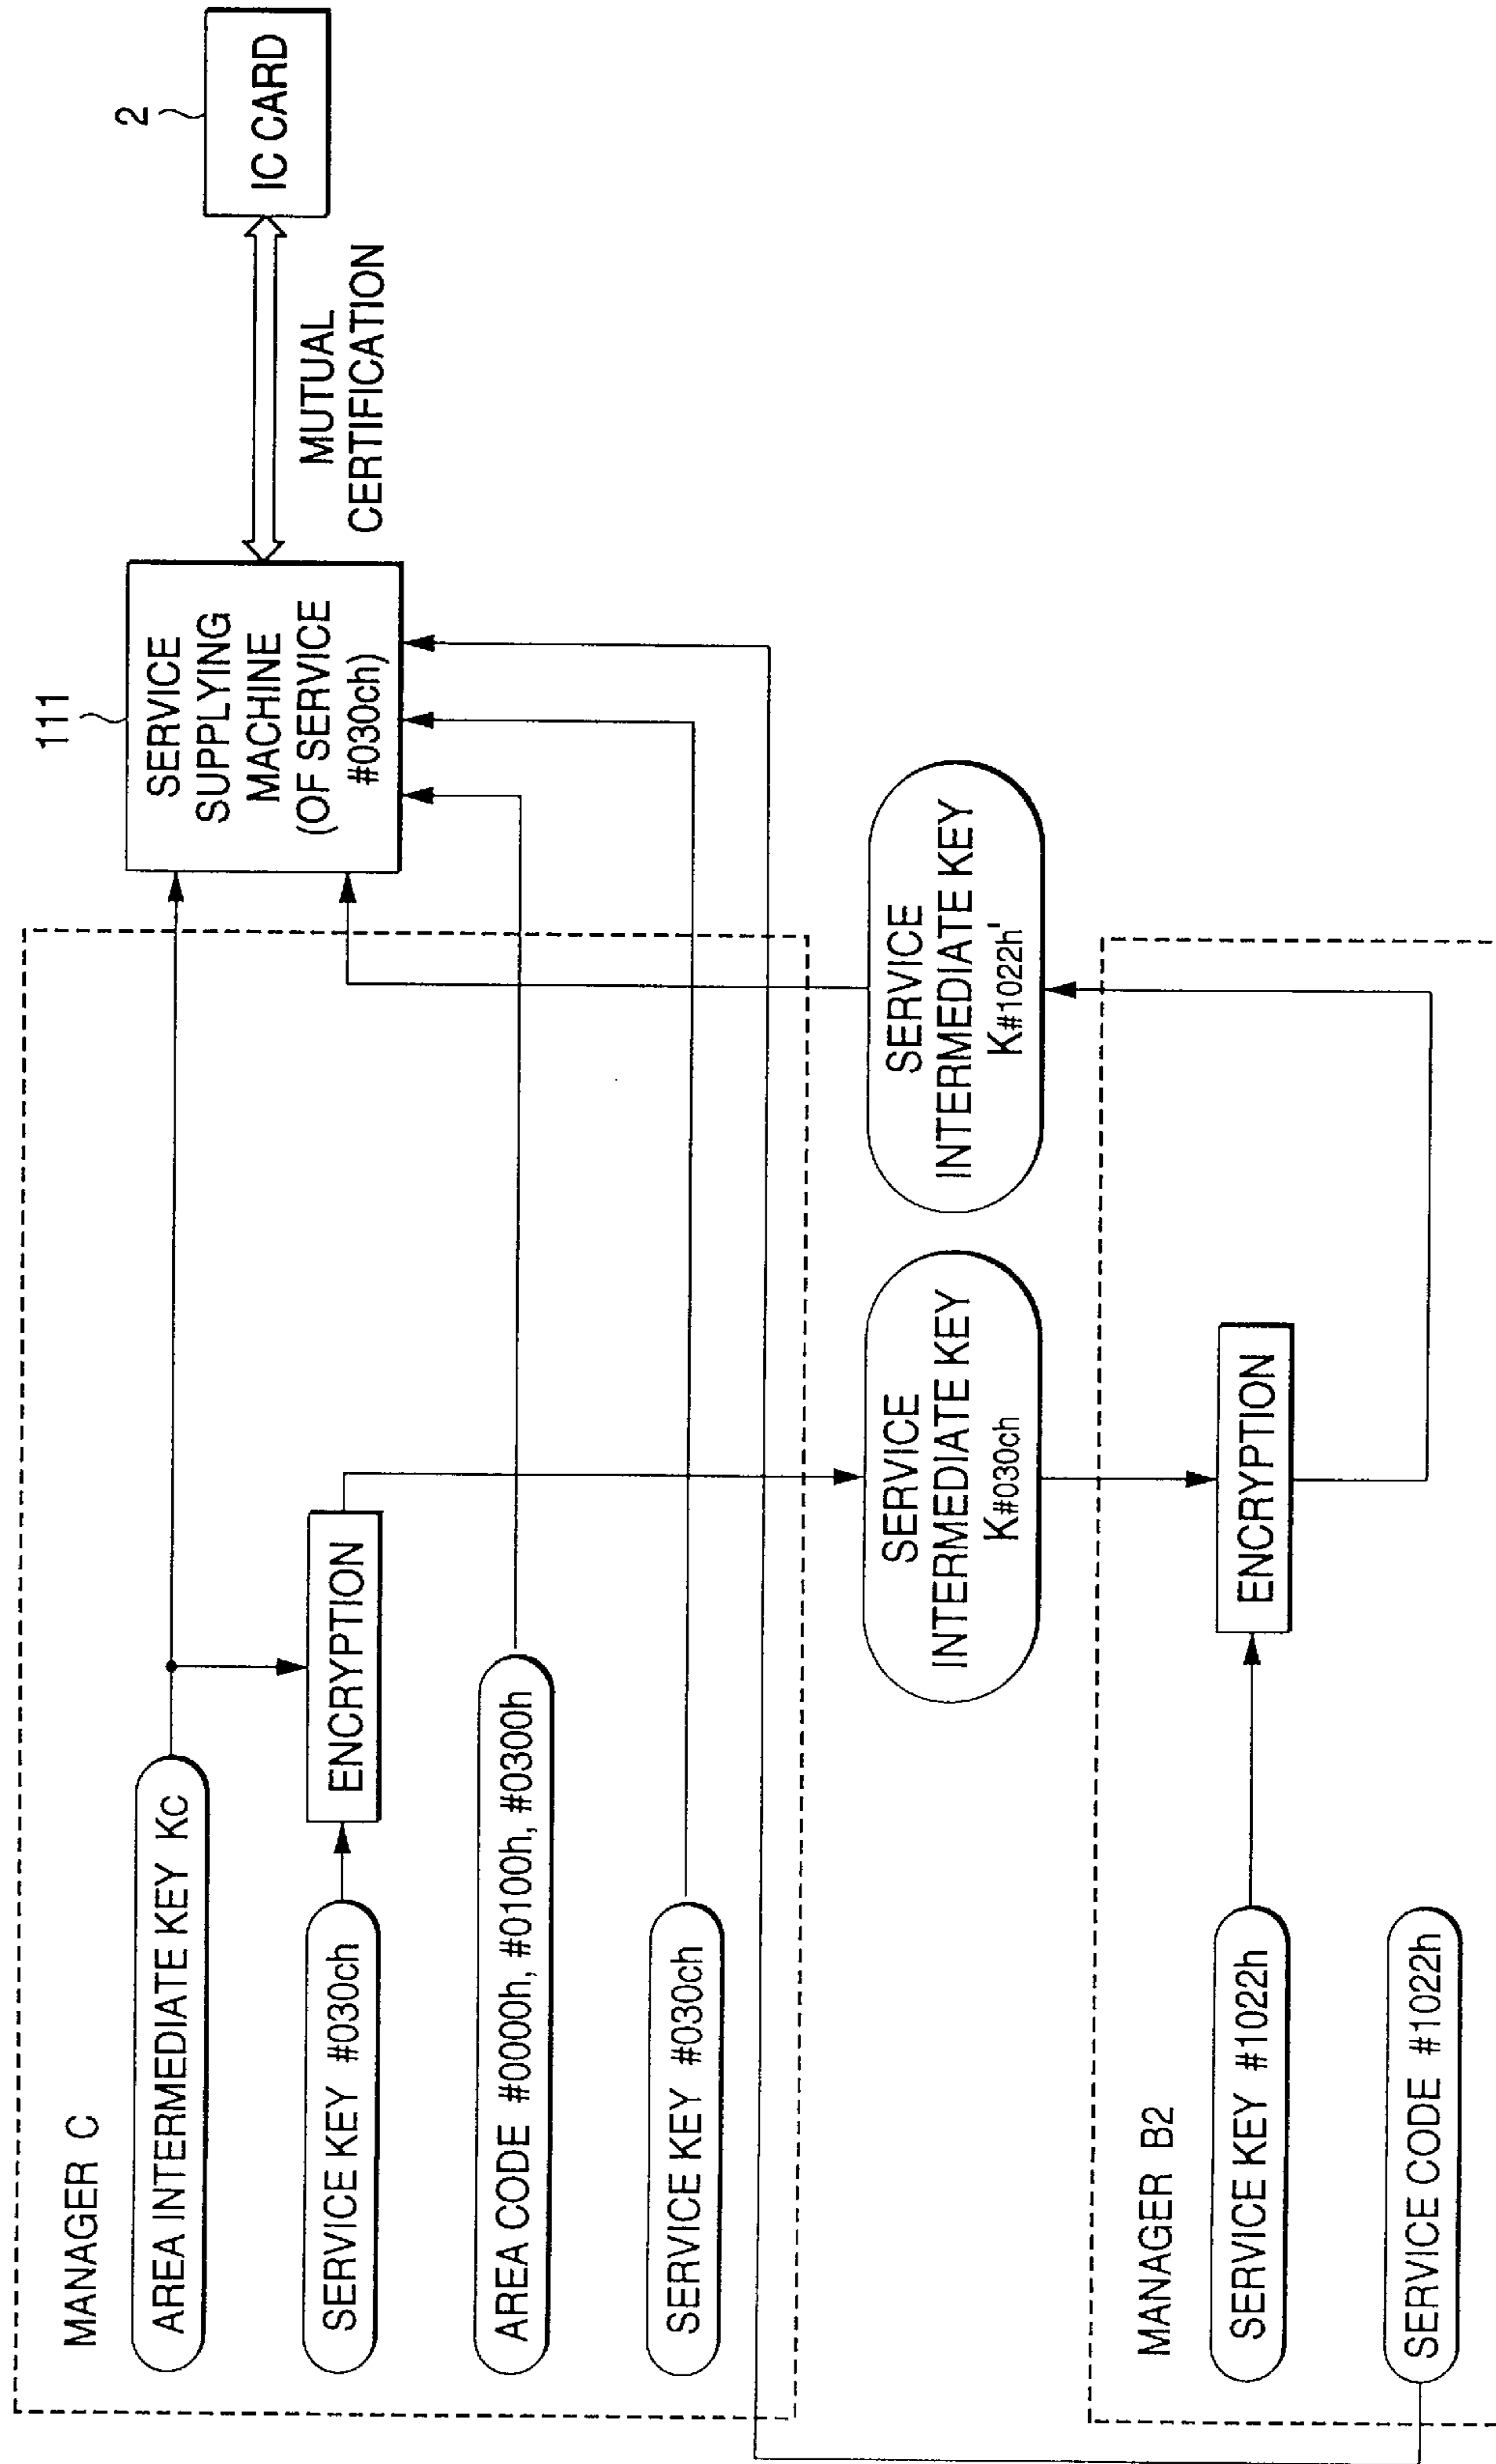 MANAGER C
AREA INTERMEDIATE KEY KC
SERVICE KEY #030ch
ENCRYPTION
AREA CODE #0000h, #0100h, #0300h
SERVICE KEY #030ch
111
SERVICE
SUPPLYING
MACHINE
(OF SERVICE
#030ch)
MUTUAL
CERTIFICATION
2
IC CARD
SERVICE
INTERMEDIATE KEY
K#030ch
SERVICE
INTERMEDIATE KEY
K#1022h'
MANAGER B2
SERVICE KEY #1022h
ENCRYPTION
SERVICE CODE #1022h